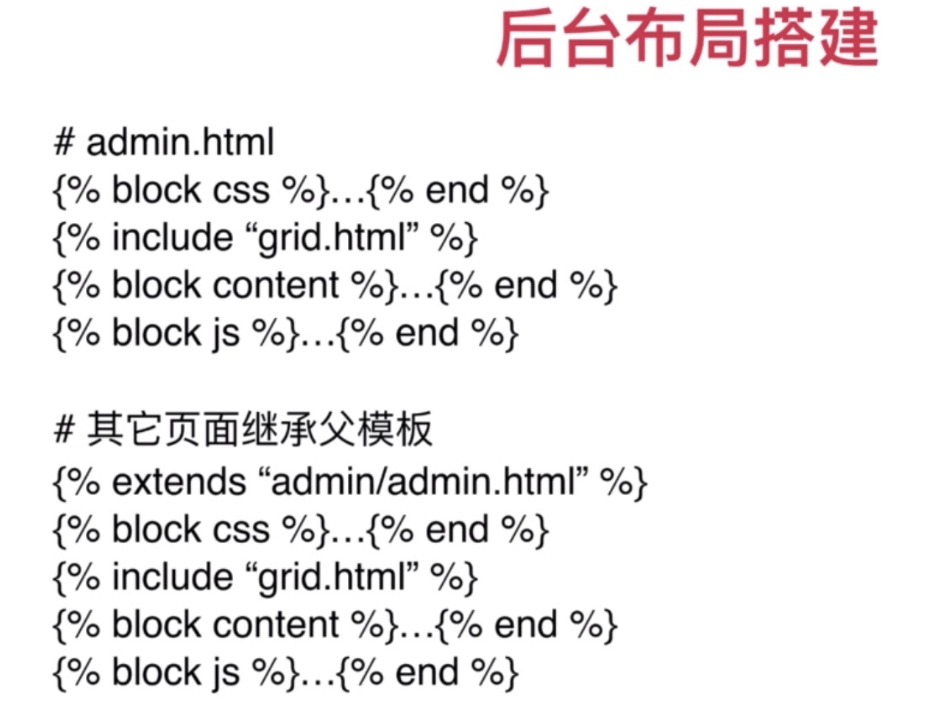 后台布局搭建
# admin.html
{% block css %}…{% end %}
{% include “grid.html” %}
{% block content %}…{% end %}
{% block js %}…{% end %}
# 其它页面继承父模板
{% extends “admin/admin.html” %}
{% block css %}…{% end %}
{% include “grid.html” %}
{% block content %}…{% end %}
{% block js %}…{% end %}